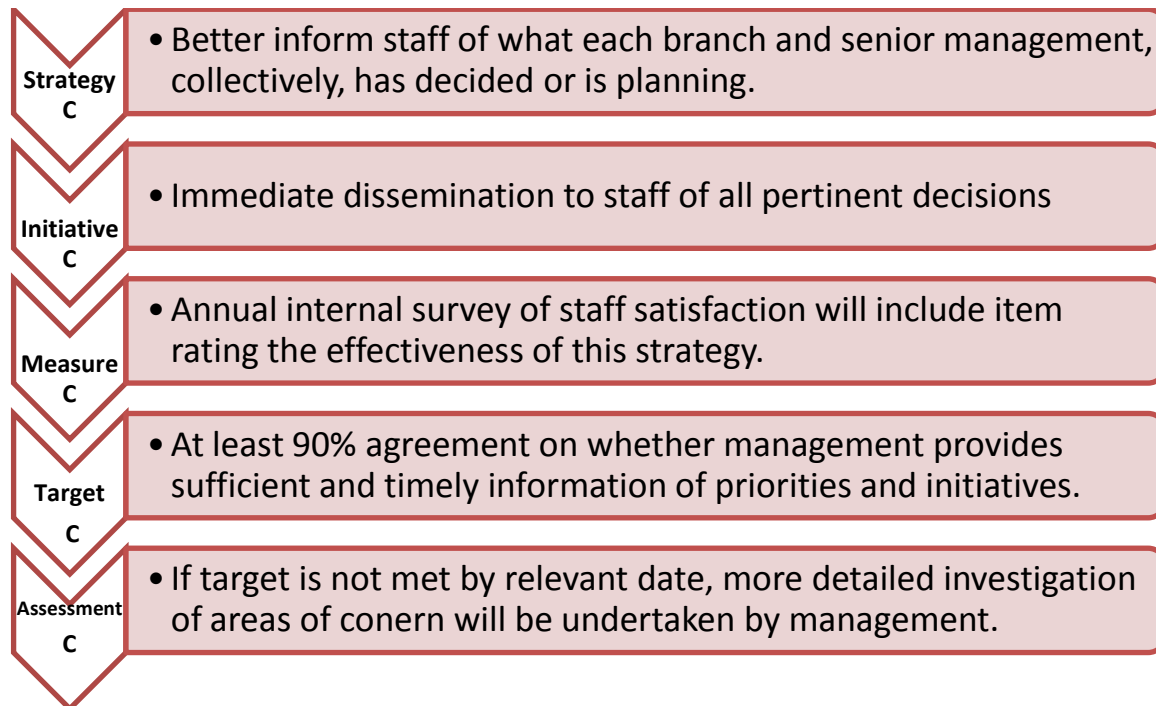 Strategy
C
• Better inform staff of what each branch and senior management,
collectively, has decided or is planning.
Initiative
C
• Immediate dissemination to staff of all pertinent decisions
Measure
C
• Annual internal survey of staff satisfaction will include item
rating the effectiveness of this strategy.
Target
C
• At least 90% agreement on whether management provides
sufficient and timely information of priorities and initiatives.
Assessment
C
• If target is not met by relevant date, more detailed investigation
of areas of conern will be undertaken by management.